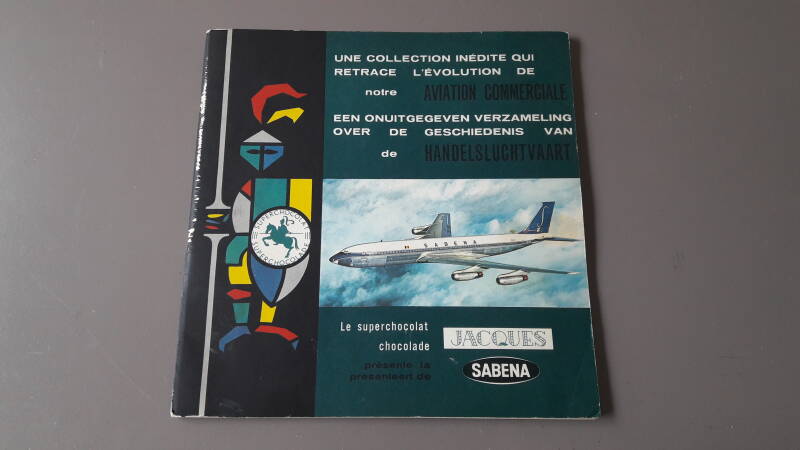 UNE COLLECTION INÉDITE QUI
RETRACE L'ÉVOLUTION DE
notre AVIATION COMMERCIALE
EEN ONUITGEGEVEN VERZAMELING
OVER DE GESCHIEDENIS VAN
de HANDELSLUCHTVAART
SUPERCHOCOLAT
SUPERCHOCOLADE
SABENA
Le superchocolat
chocolade
JACQUES
présente la
presenteert de
SABENA